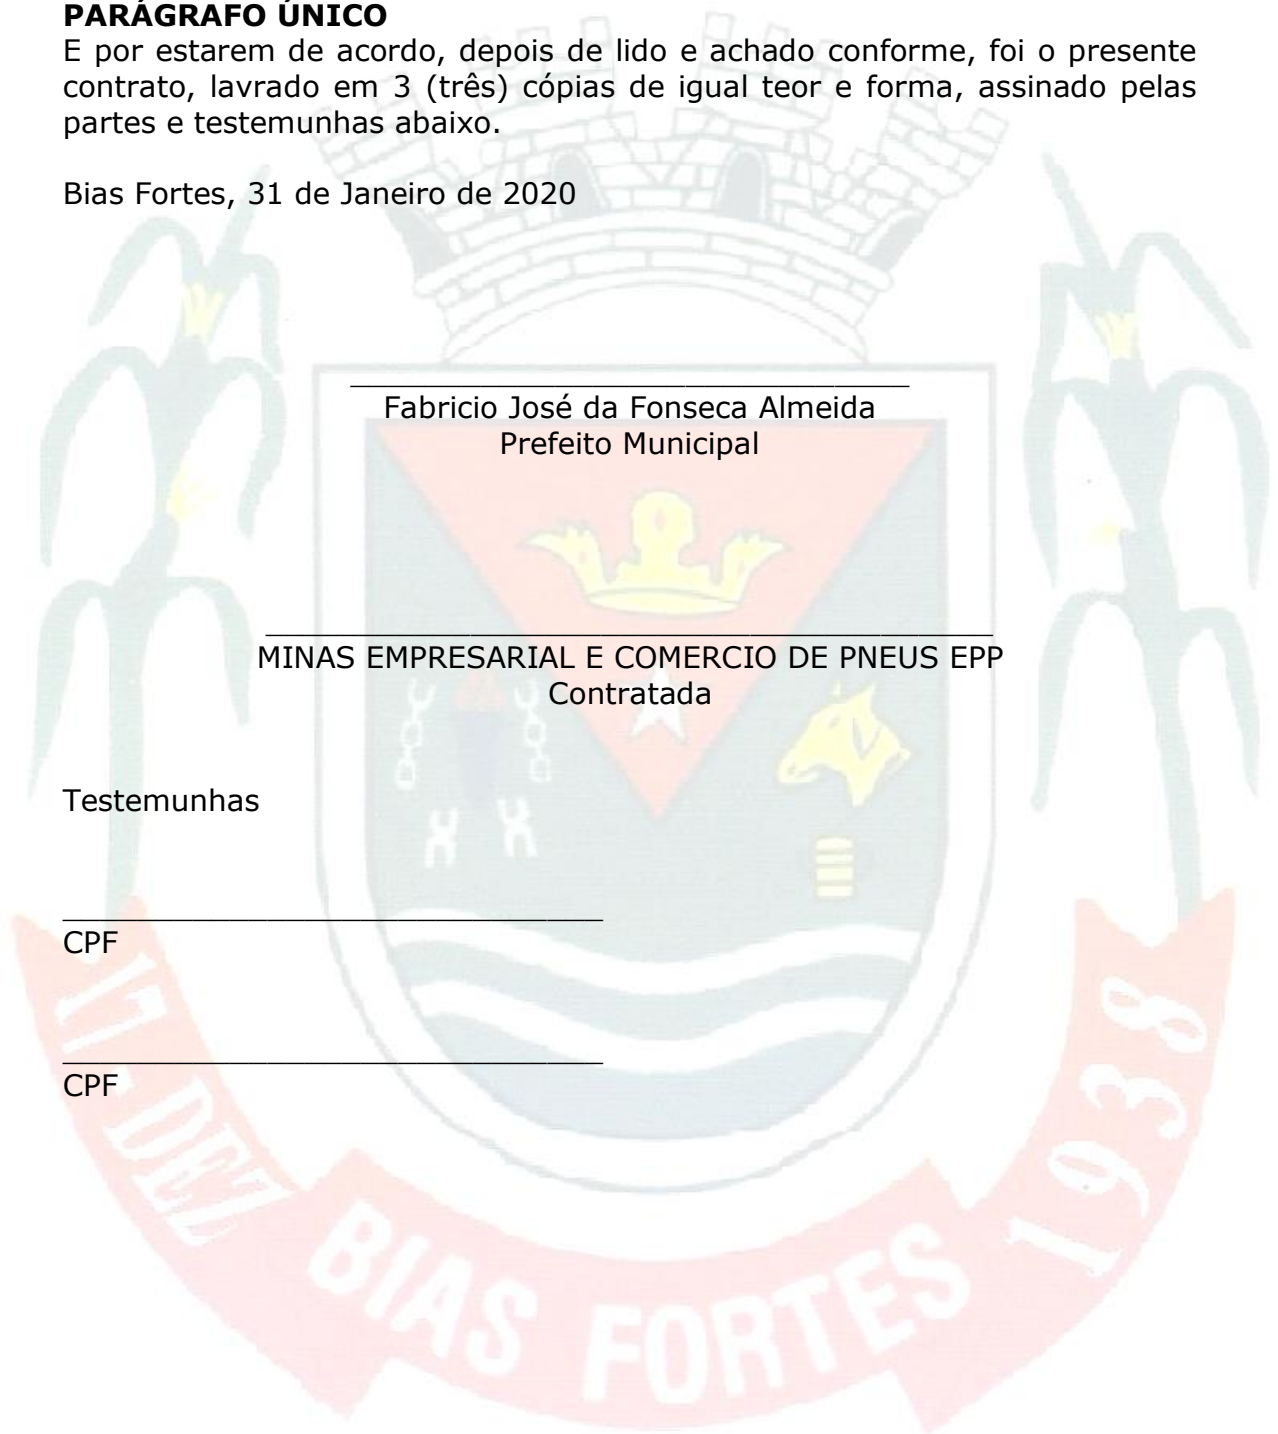 PARÁGRAFO ÚNICO
E por estarem de acordo, depois de lido e achado conforme, foi o presente
contrato, lavrado em 3 (três) cópias de igual teor e forma, assinado pelas
partes e testemunhas abaixo.
Bias Fortes, 31 de Janeiro de 2020
Fabricio José da Fonseca Almeida
Prefeito Municipal
MINAS EMPRESARIAL E COMERCIO DE PNEUS EPP
Contratada
Testemunhas
CPF
CPF
17 - DEZ BIAS FORTES 1938